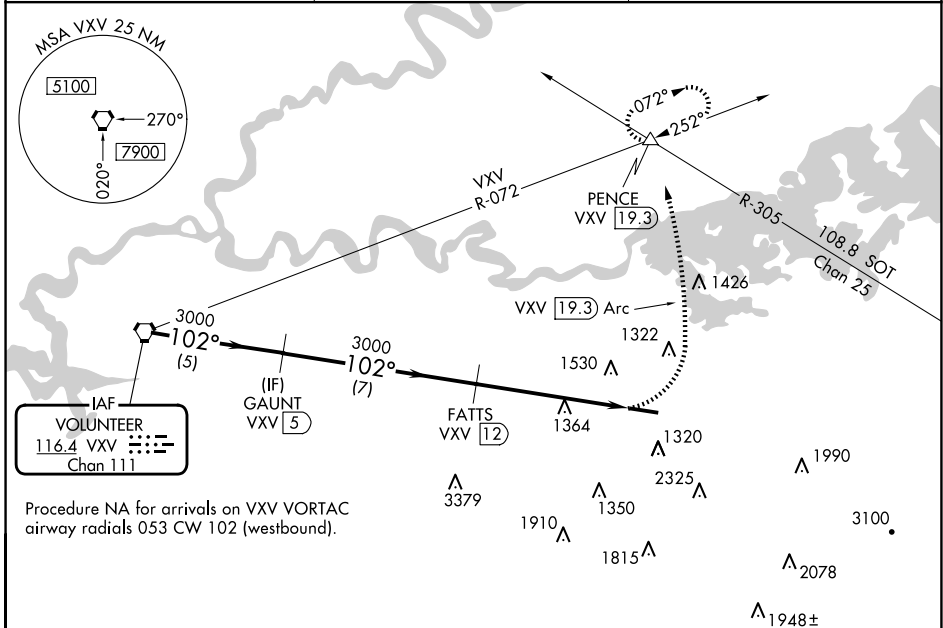 MSA VXV 25 NM
5100
270°
7900
020°
072°
252°
PENCE
VXV 19.3
VXV
R-072
R-305
108.8 SOT
Chan 25
1426
VXV 19.3 Arc
1322
1530
3000
102°
(5)
3000
102°
(7)
(IF)
GAUNT
VXV 5
FATTS
VXV 12
1364
1320
IAF
VOLUNTEER
116.4 VXV
Chan 111
1990
2325
3379
1350
3100
Procedure NA for arrivals on VXV VORTAC
airway radials 053 CW 102 (westbound).
1910
1815
2078
1948±